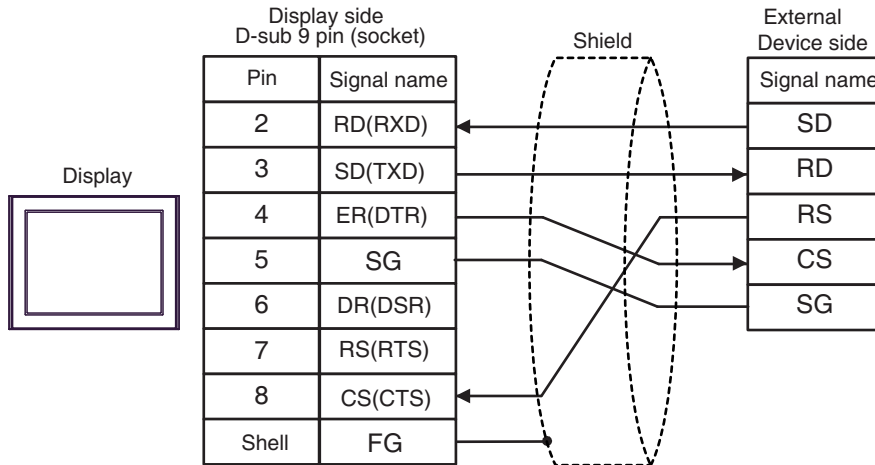 Display side
D-sub 9 pin (socket)
Shield
External
Device side
Pin Signal name
Signal name
2 RD(RXD)
SD
3 SD(TXD)
RD
Display
4 ER(DTR)
RS
5 SG
CS
6 DR(DSR)
SG
7 RS(RTS)
8 CS(CTS)
Shell FG